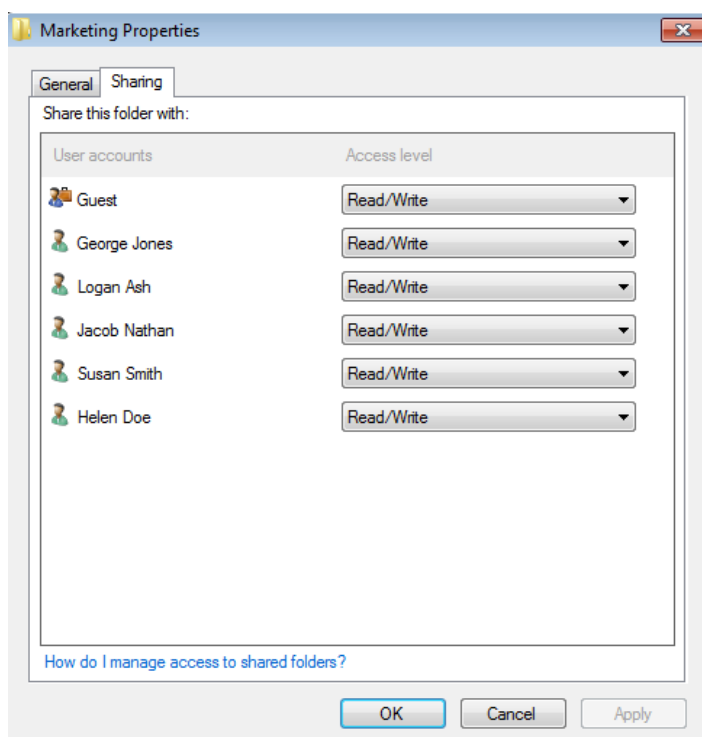 Marketing Properties
General Sharing
Share this folder with:
User accounts Access level
Guest Read/Write
George Jones Read/Write
Logan Ash Read/Write
Jacob Nathan Read/Write
Susan Smith Read/Write
Helen Doe Read/Write
How do I manage access to shared folders?
OK Cancel Apply